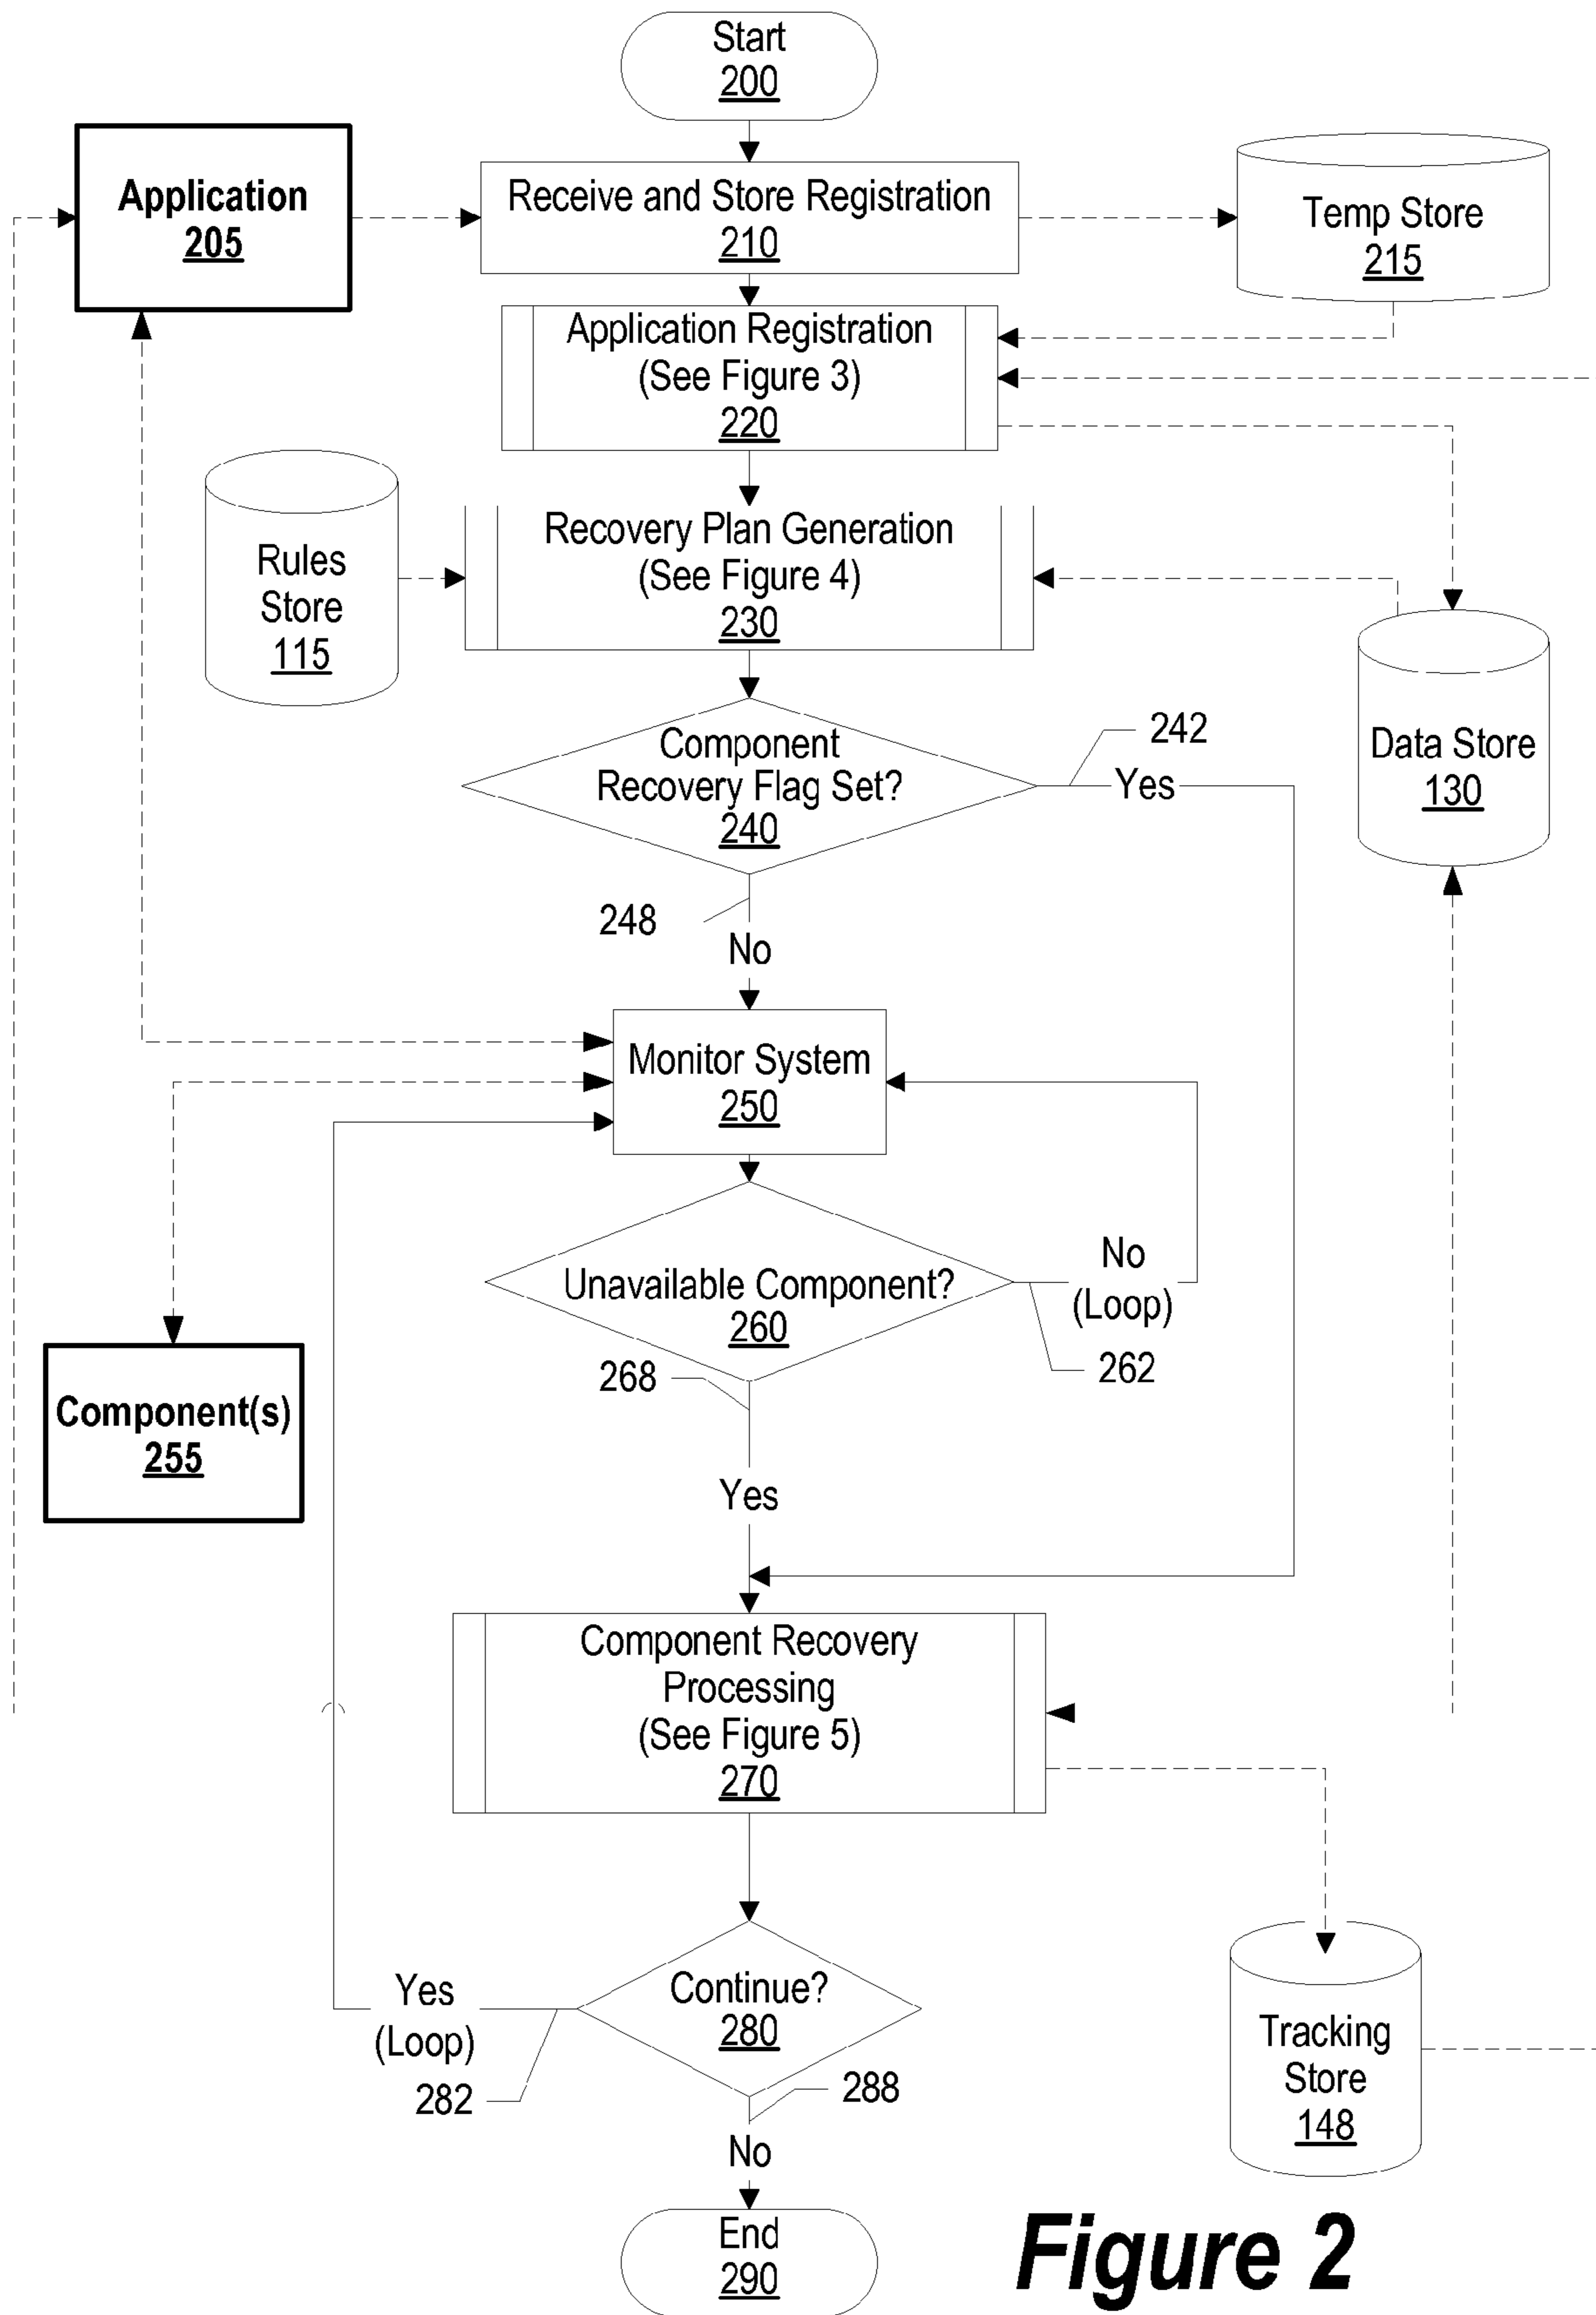 Start
200
Application
205
Receive and Store Registration
210
Temp Store
215
Application Registration
(See Figure 3)
220
Rules
Store
115
Recovery Plan Generation
(See Figure 4)
230
Data Store
130
Component
Recovery Flag Set?
240
242
Yes
248
No
Monitor System
250
Unavailable Component?
260
No
(Loop)
262
268
Yes
Component(s)
255
Component Recovery
Processing
(See Figure 5)
270
Continue?
280
Yes
(Loop)
282
288
No
Tracking
Store
148
End
290
Figure 2